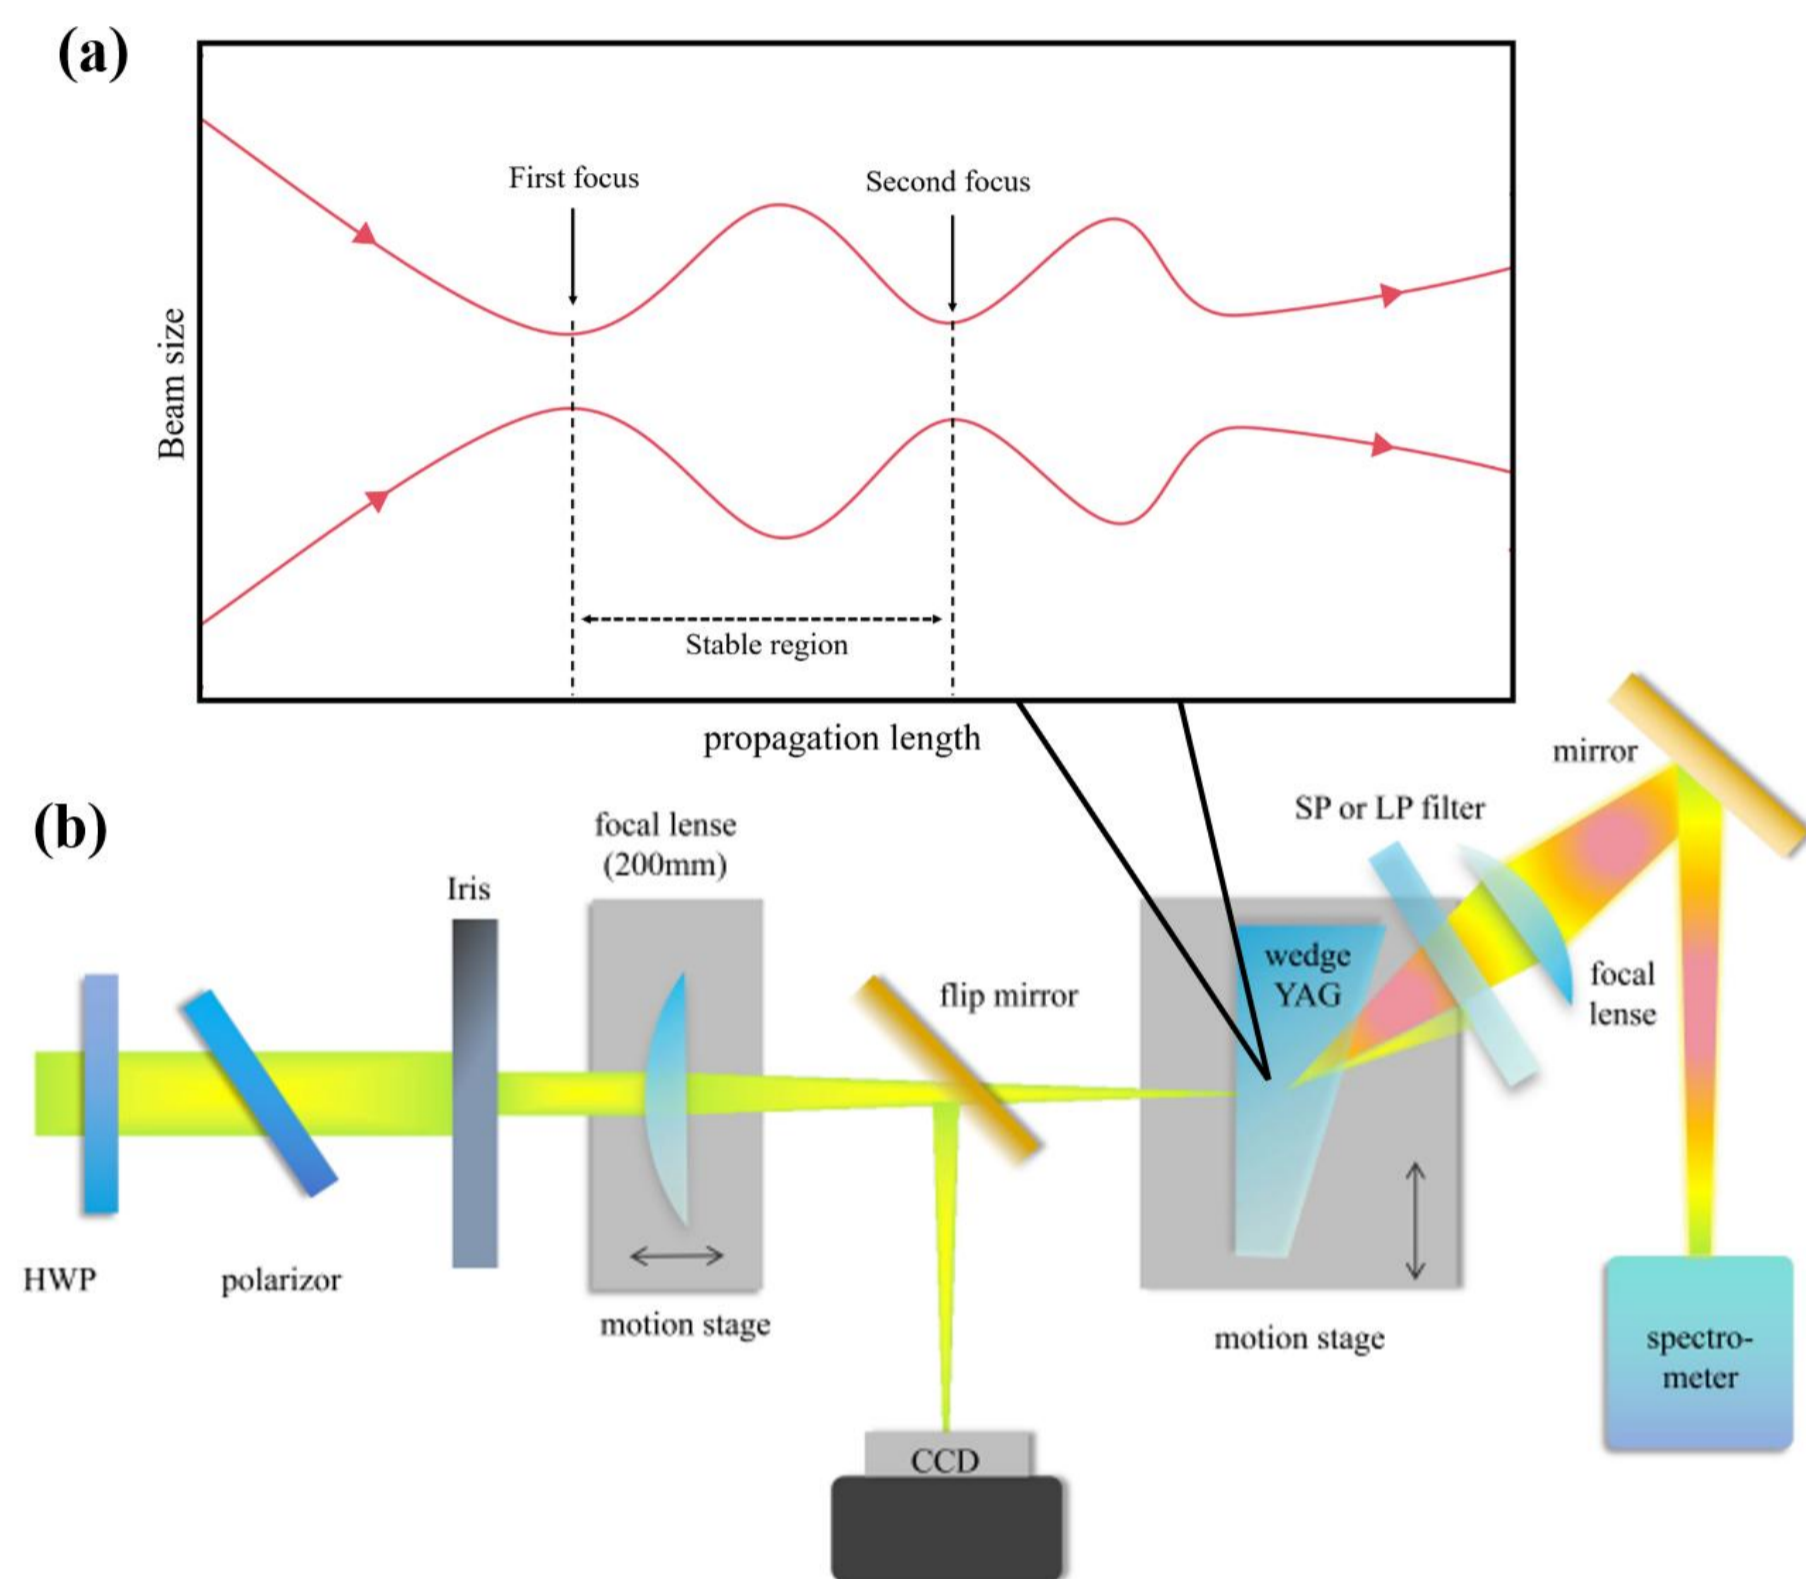 (a)
First focus
Second focus
Beam size
Stable region
propagation length
(b)
mirror
SP or LP filter
focal lense
(200mm)
Iris
flip mirror
wedge
YAG
focal
lense
HWP
polarizor
motion stage
motion stage
spectro-
meter
CCD